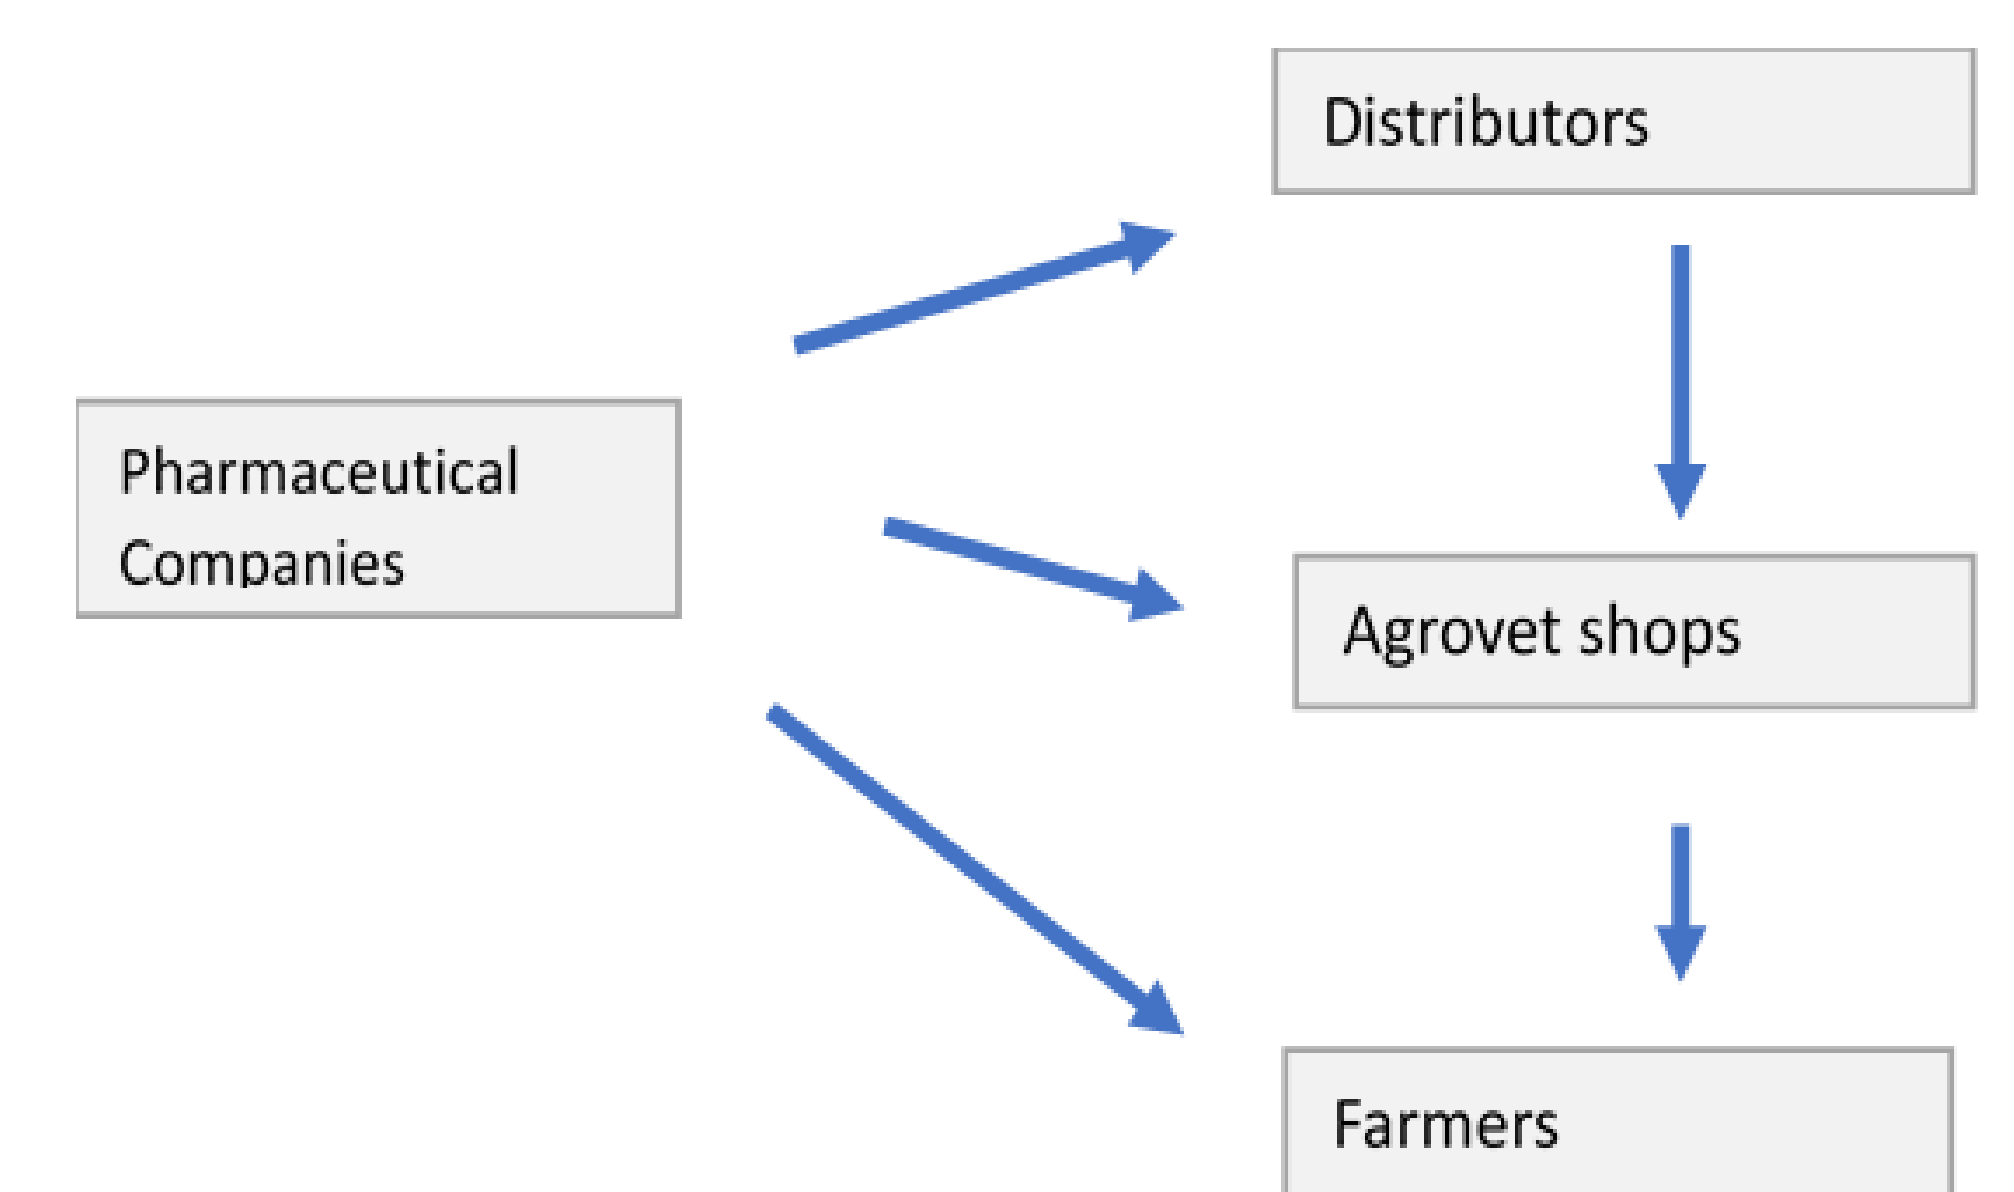 Distributors
Pharmaceutical
Companies
Agrovet shops
Farmers